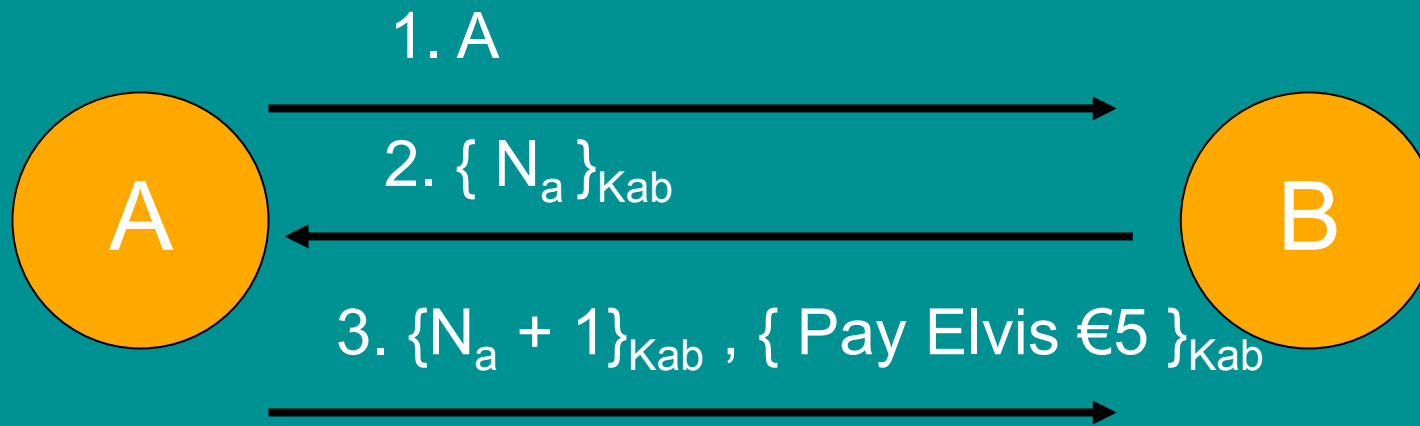 1. A
2. { Na }Kab
A
B
3. {Na + 1}Kab , { Pay Elvis €5 }Kab